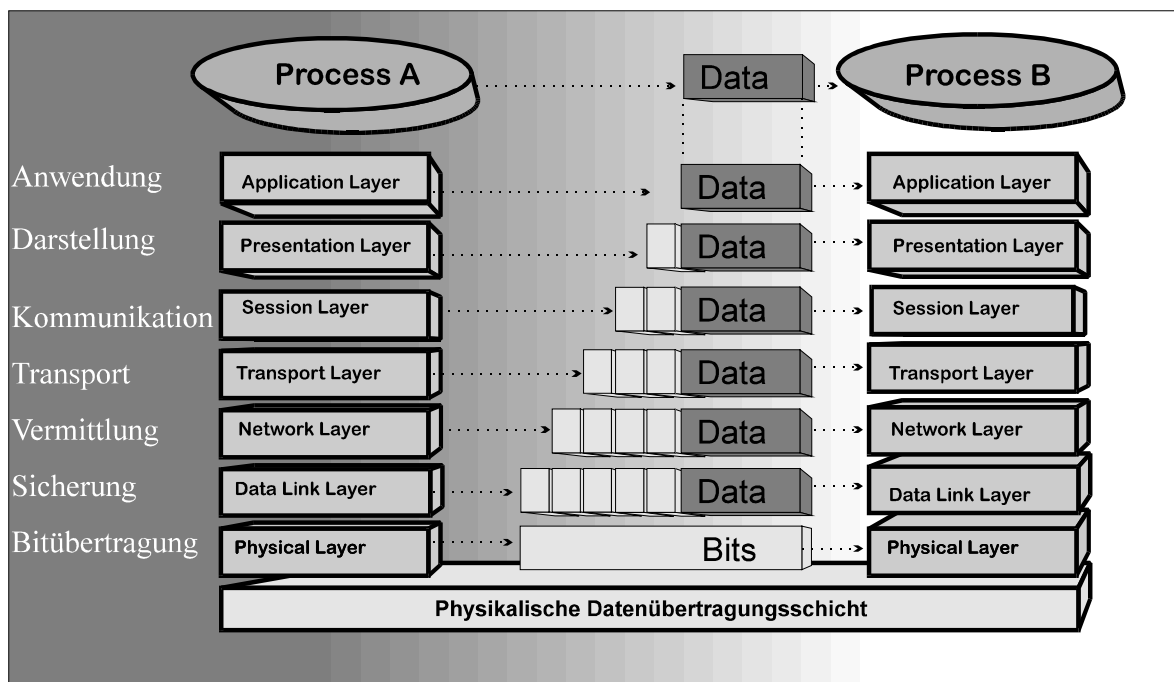 Process A
Data
Process B
Anwendung
Application Layer
Data
Application Layer
Darstellung
Presentation Layer
Data
Presentation Layer
Kommunikation
Session Layer
Data
Session Layer
Transport
Transport Layer
Data
Transport Layer
Vermittlung
Network Layer
Data
Network Layer
Sicherung
Data Link Layer
Data
Data Link Layer
Bitübertragung
Physical Layer
Bits
Physical Layer
Physikalische Datenübertragungsschicht